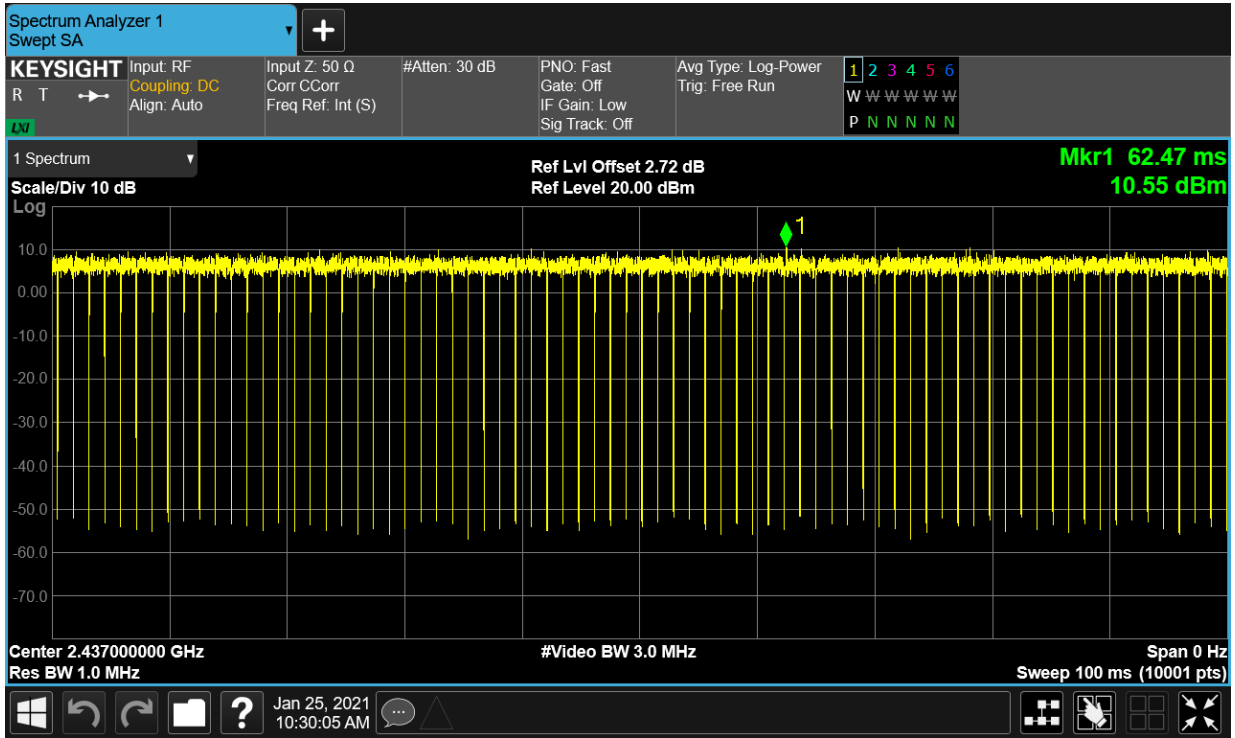 Spectrum Analyzer 1
Swept SA
KEYSIGHT
R T
LXI
Input: RF
Coupling: DC
Align: Auto
Input Z: 50 Ω
Corr CCorr
Freq Ref: Int (S)
#Atten: 30 dB
PNO: Fast
Gate: Off
IF Gain: Low
Sig Track: Off
Avg Type: Log-Power
Trig: Free Run
1 2 3 4 5 6
W W W W W W
P N N N N N
1 Spectrum
Scale/Div 10 dB
Log
Ref Lvl Offset 2.72 dB
Ref Level 20.00 dBm
Mkr1 62.47 ms
10.55 dBm
1
10.0
0.00
-10.0
-20.0
-30.0
-40.0
-50.0
-60.0
-70.0
Center 2.437000000 GHz
Res BW 1.0 MHz
#Video BW 3.0 MHz
Span 0 Hz
Sweep 100 ms (10001 pts)
?
Jan 25, 2021
10:30:05 AM